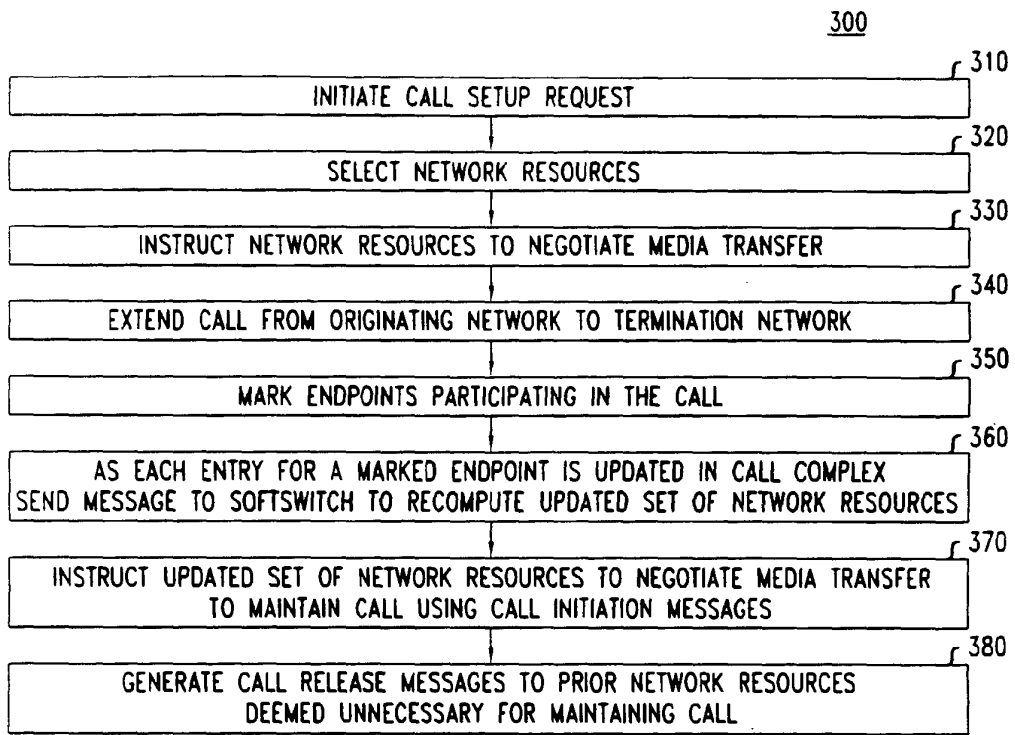 300
310
INITIATE CALL SETUP REQUEST
320
SELECT NETWORK RESOURCES
330
INSTRUCT NETWORK RESOURCES TO NEGOTIATE MEDIA TRANSFER
340
EXTEND CALL FROM ORIGINATING NETWORK TO TERMINATION NETWORK
350
MARK ENDPOINTS PARTICIPATING IN THE CALL
360
AS EACH ENTRY FOR A MARKED ENDPOINT IS UPDATED IN CALL COMPLEX
SEND MESSAGE TO SOFTSWITCH TO RECOMPUTE UPDATED SET OF NETWORK RESOURCES
370
INSTRUCT UPDATED SET OF NETWORK RESOURCES TO NEGOTIATE MEDIA TRANSFER
TO MAINTAIN CALL USING CALL INITIATION MESSAGES
380
GENERATE CALL RELEASE MESSAGES TO PRIOR NETWORK RESOURCES
DEEMED UNNECESSARY FOR MAINTAINING CALL